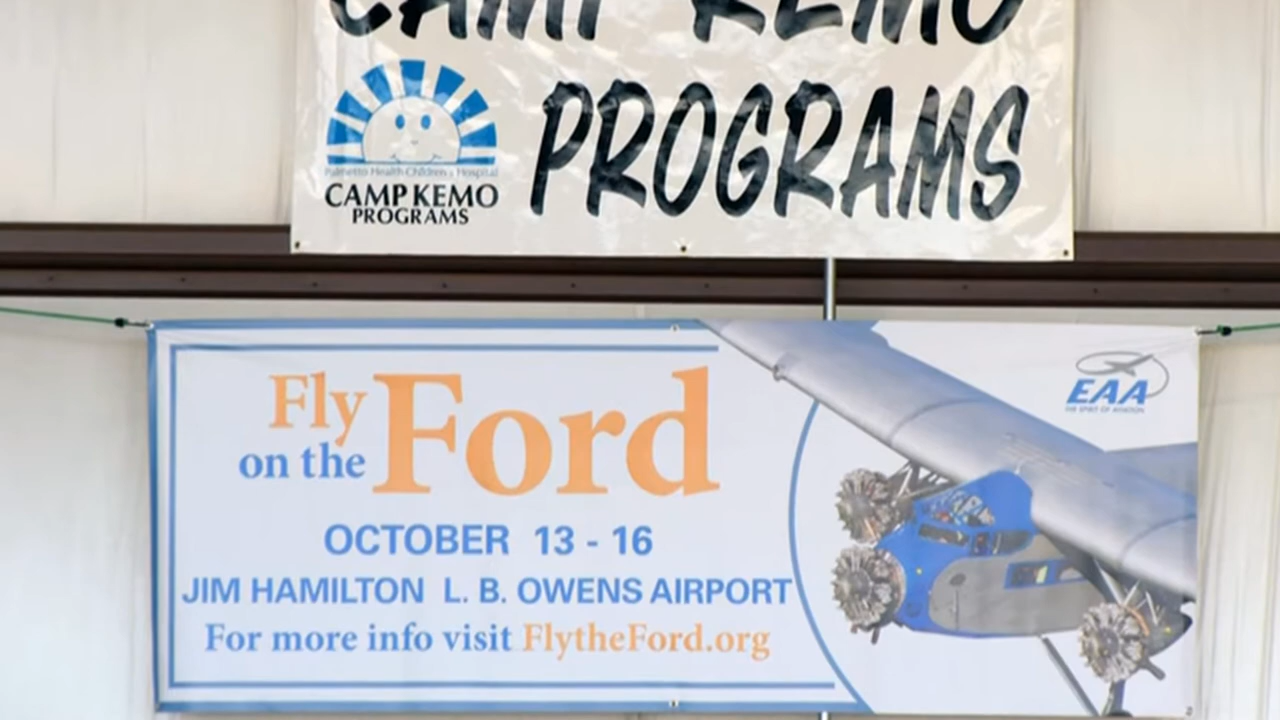 CAMP KEMO
PROGRAMS
Palmetto Health Children's Hospital
CAMP KEMO
PROGRAMS
Fly
on the
Ford
OCTOBER 13 - 16
JIM HAMILTON L. B. OWENS AIRPORT
For more info visit FlytheFord.org
EAA
THE SPIRIT OF AVIATION